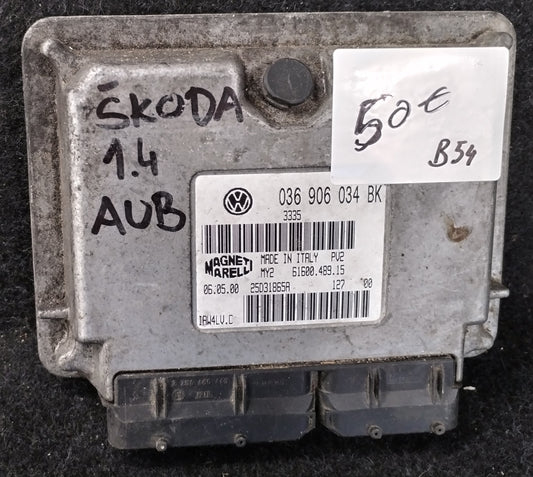 ŠKODA
1.4
AUB
50€
B54
036 906 034 BK
3335
MAGNETI
MARELLI
MADE IN ITALY PV2
MY2 61600.489.15
06.05.00 25D31865A 127 '00
IAW4LV.C